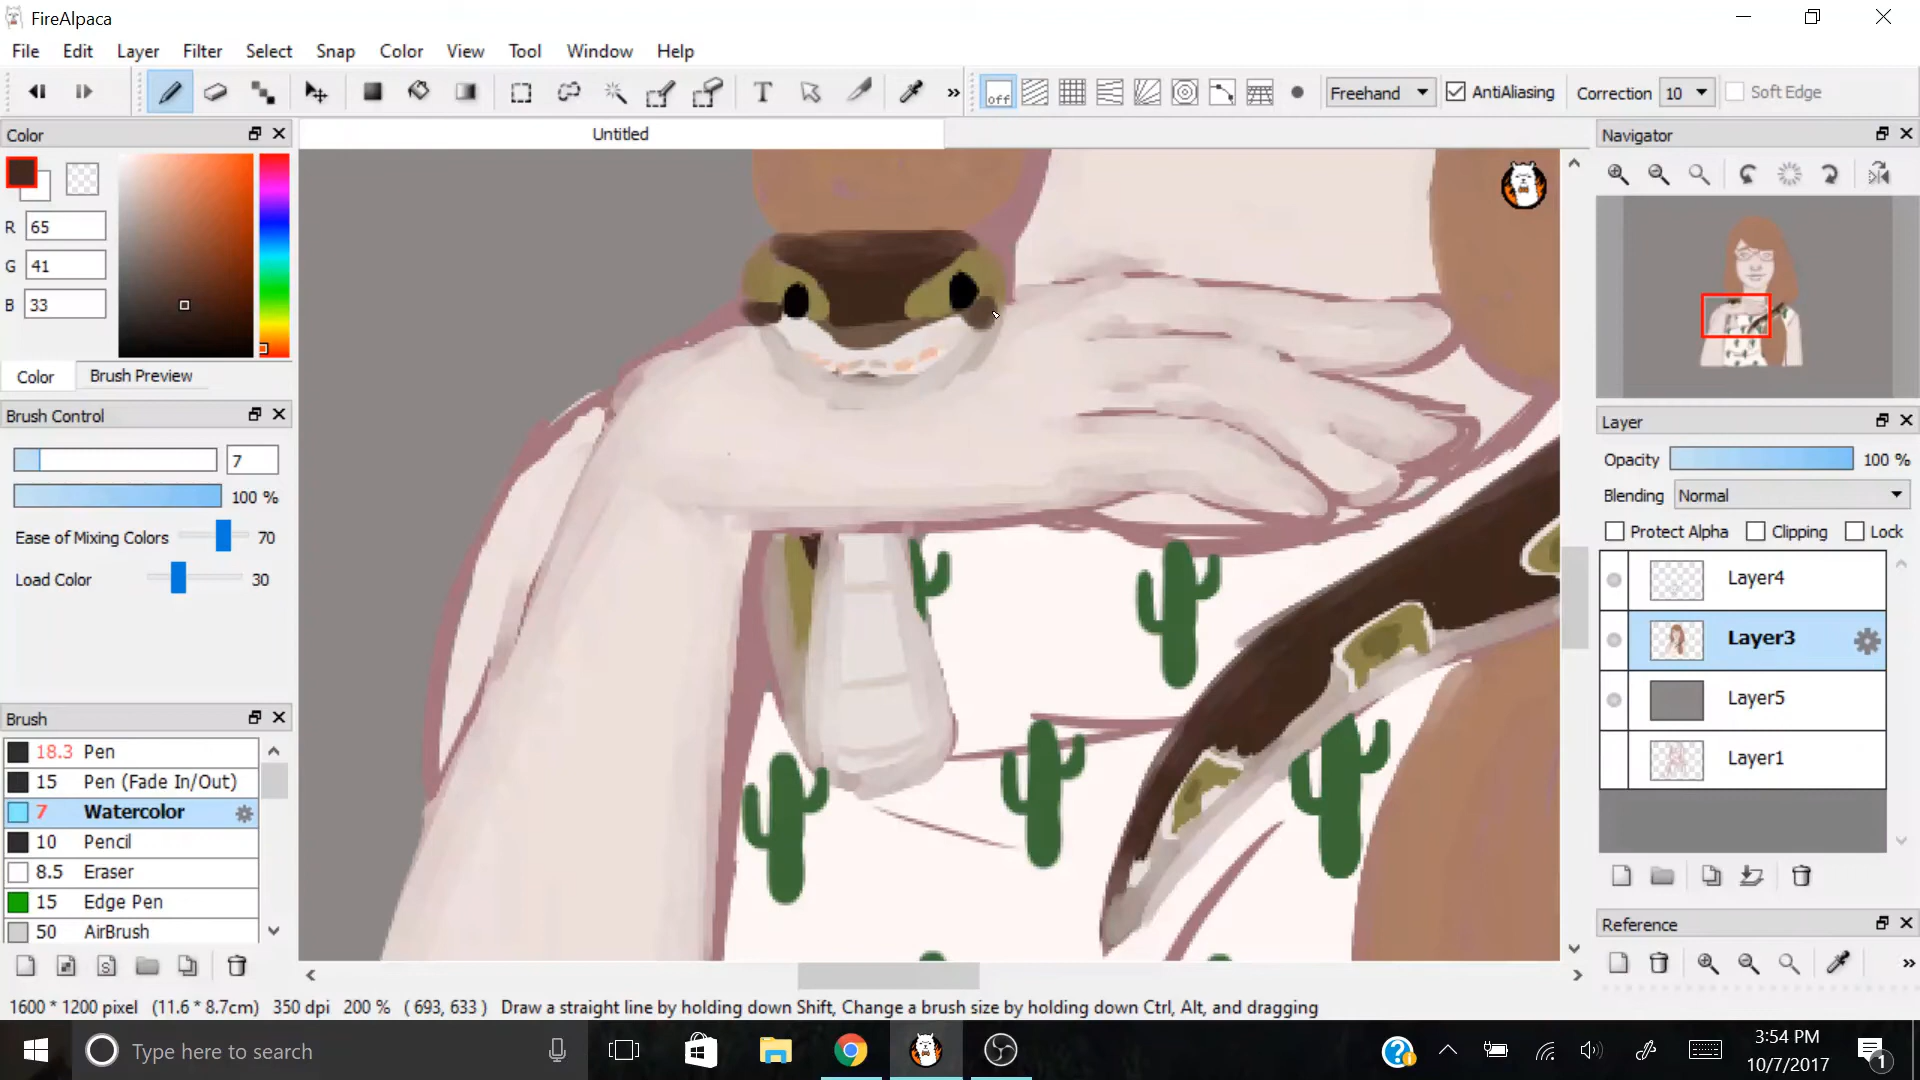 FireAlpaca
File Edit Layer Filter Select Snap Color View Tool Window Help
T off Freehand AntiAliasing Correction 10 Soft Edge
Color Untitled Navigator
R 65
G 41
B 33
Color Brush Preview
Brush Control
7
100 %
Ease of Mixing Colors 70
Load Color 30
Brush
18.3 Pen
15 Pen (Fade In/Out)
7 Watercolor
10 Pencil
8.5 Eraser
15 Edge Pen
50 AirBrush
Layer
Opacity 100 %
Blending Normal
Protect Alpha Clipping Lock
Layer4
Layer3
Layer5
Layer1
Reference
1600 * 1200 pixel (11.6 * 8.7cm) 350 dpi 200 % ( 693, 633 ) Draw a straight line by holding down Shift, Change a brush size by holding down Ctrl, Alt, and dragging
Type here to search
3:54 PM
10/7/2017
1